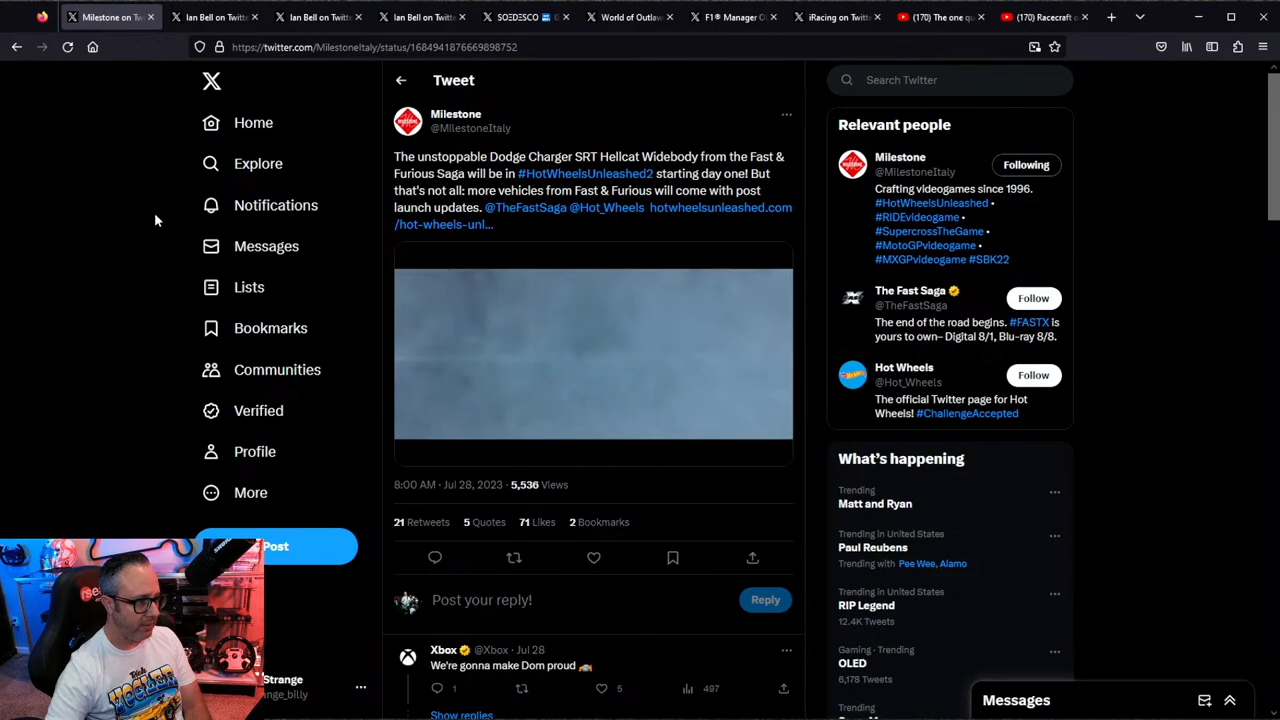 Milestone on Tw
Ian Bell on Twitte
Ian Bell on Twitte
Ian Bell on Twitte
SOEDESCO
World of Outlaw
F1® Manager
iRacing on Twitte
(170) The one qu
(170) Racecraft
https://twitter.com/MilestoneItaly/status/1684941876669898752
Home
Explore
Notifications
Messages
Lists
Bookmarks
Communities
Verified
Profile
More
Post
Strange
nge_billy
Tweet
Milestone
@MilestoneItaly
The unstoppable Dodge Charger SRT Hellcat Widebody from the Fast &
Furious Saga will be in #HotWheelsUnleashed2 starting day one! But
that's not all: more vehicles from Fast & Furious will come with post
launch updates. @TheFastSaga @Hot_Wheels hotwheelsunleashed.com
/hot-wheels-unl...
8:00 AM · Jul 28, 2023 · 5,536 Views
21 Retweets 5 Quotes 71 Likes 2 Bookmarks
Post your reply!
Reply
Xbox @Xbox · Jul 28
We're gonna make Dom proud
1 5 497
Show replies
Search Twitter
Relevant people
Milestone
@MilestoneItaly
Following
Crafting videogames since 1996.
#HotWheelsUnleashed •
#RIDEvideogame •
#SupercrossTheGame •
#MotoGPvideogame •
#MXGPvideogame #SBK22
The Fast Saga
@TheFastSaga
Follow
The end of the road begins. #FASTX is
yours to own– Digital 8/1, Blu-ray 8/8.
Hot Wheels
@Hot_Wheels
Follow
The official Twitter page for Hot
Wheels! #ChallengeAccepted
What's happening
Trending
Matt and Ryan
Trending in United States
Paul Reubens
Trending with Pee Wee, Alamo
Trending in United States
RIP Legend
12.4K Tweets
Gaming · Trending
OLED
6,178 Tweets
Messages